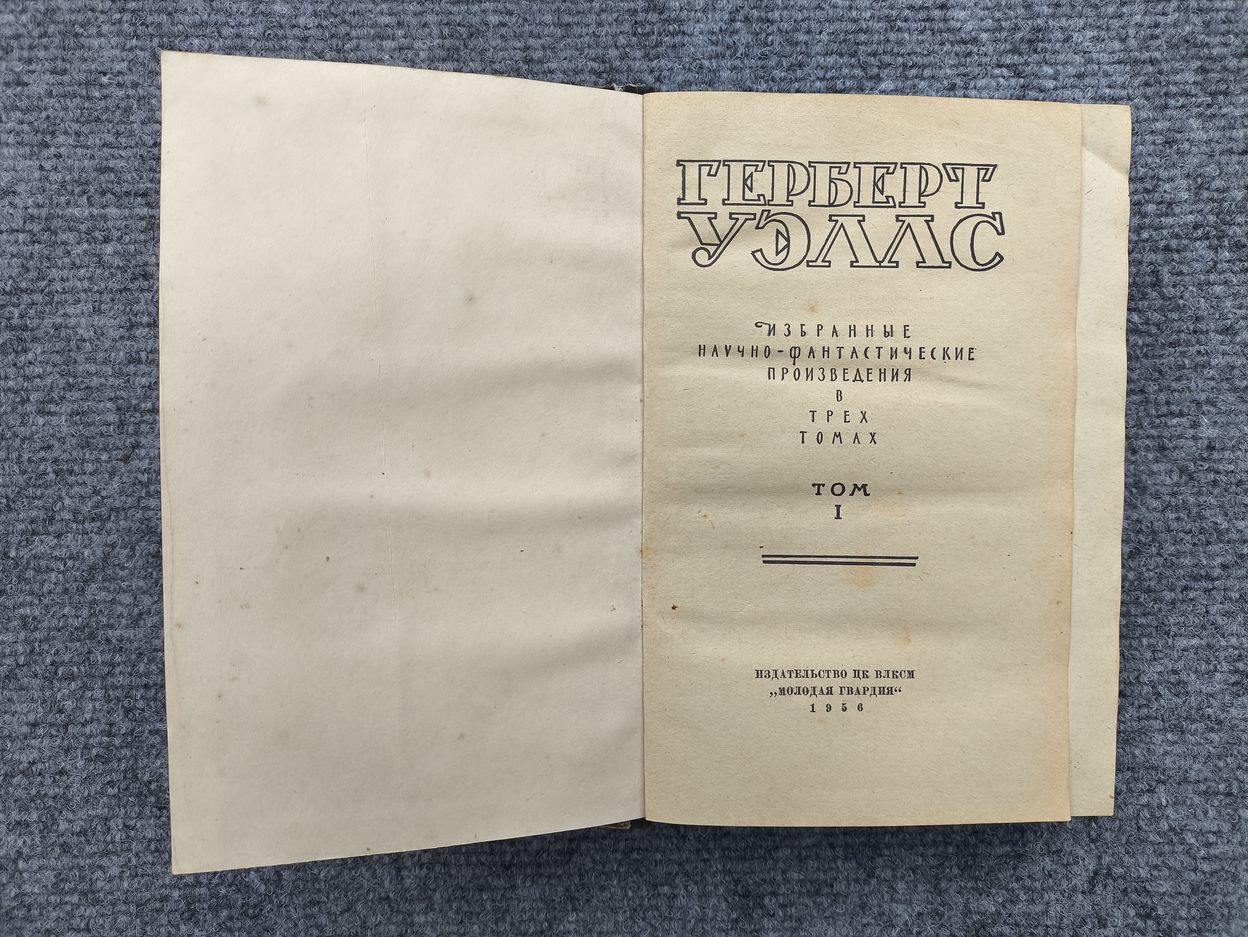 ГЕРБЕРТ
УЭЛЛС
ИЗБРАННЫЕ
НАУЧНО-ФАНТАСТИЧЕСКИЕ
ПРОИЗВЕДЕНИЯ
В
ТРЕХ
ТОМАХ
ТОМ
I
ИЗДАТЕЛЬСТВО ЦК ВЛКСМ
„МОЛОДАЯ ГВАРДИЯ“
1956